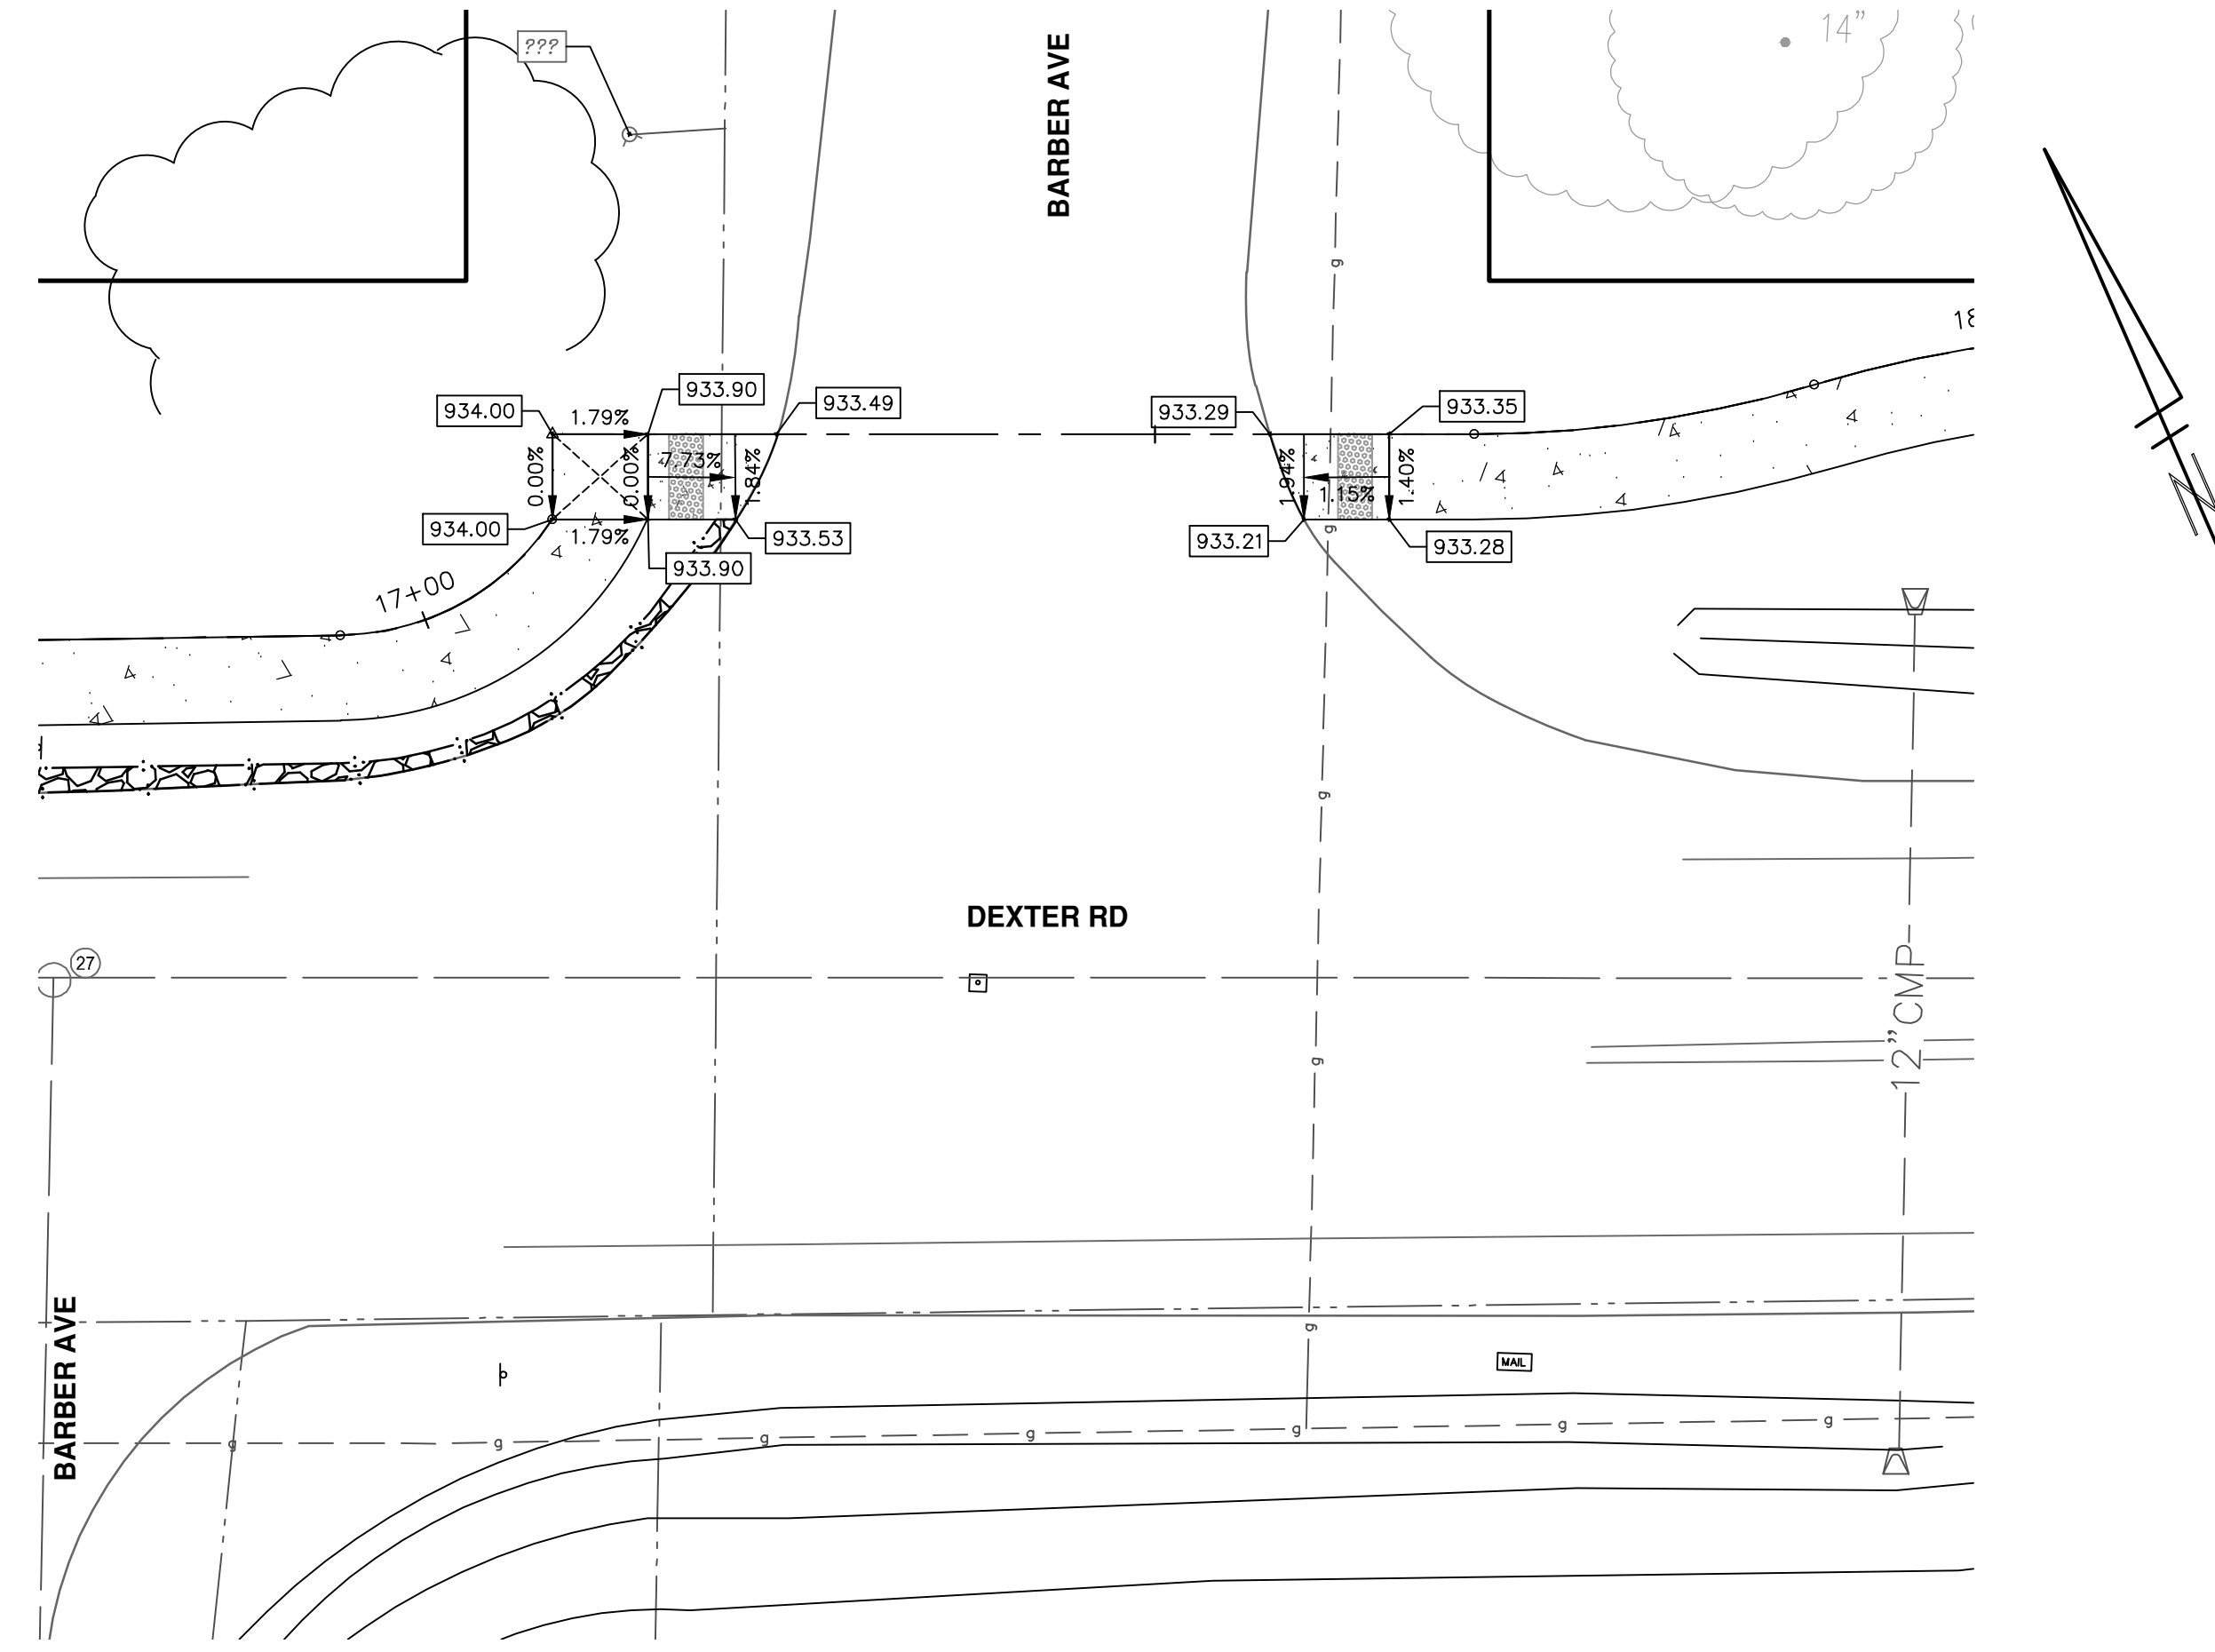 ???
14”
BARBER AVE
934.00
1.79%
933.90
933.49
933.29
933.35
0.00%
0.00%
7.73%
1.84%
1.94%
1.15%
1.40%
934.00
1.79%
933.90
933.53
933.21
933.28
17+00
g
g
g
g
g
DEXTER RD
27
12”CMP
BARBER AVE
MAIL
g
g
g
g
g
g
g
N